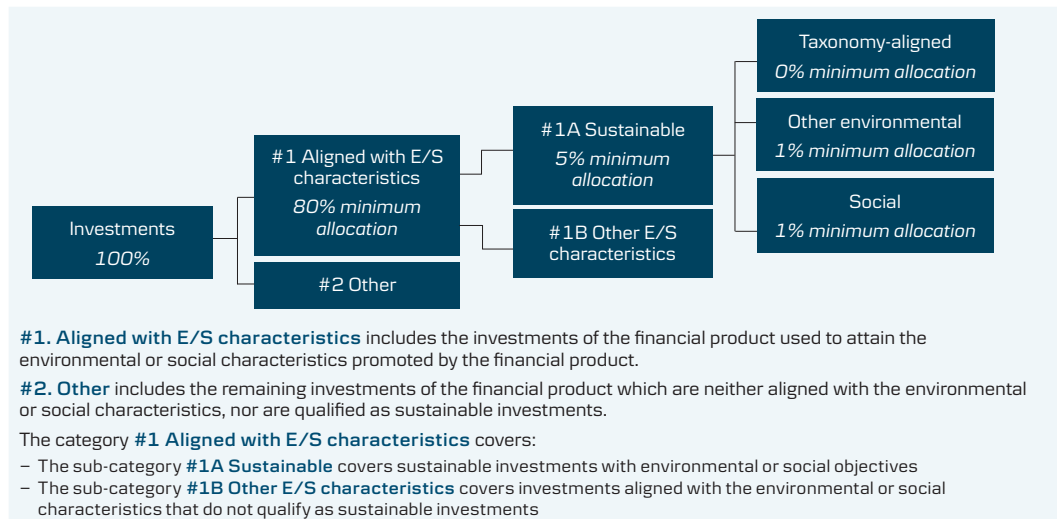 Investments
100%
#1 Aligned with E/S
characteristics
80% minimum
allocation
#2 Other
#1A Sustainable
5% minimum
allocation
#1B Other E/S
characteristics
Taxonomy-aligned
0% minimum allocation
Other environmental
1% minimum allocation
Social
1% minimum allocation
#1. Aligned with E/S characteristics includes the investments of the financial product used to attain the
environmental or social characteristics promoted by the financial product.
#2. Other includes the remaining investments of the financial product which are neither aligned with the environmental
or social characteristics, nor are qualified as sustainable investments.
The category #1 Aligned with E/S characteristics covers:
– The sub-category #1A Sustainable covers sustainable investments with environmental or social objectives
– The sub-category #1B Other E/S characteristics covers investments aligned with the environmental or social
characteristics that do not qualify as sustainable investments